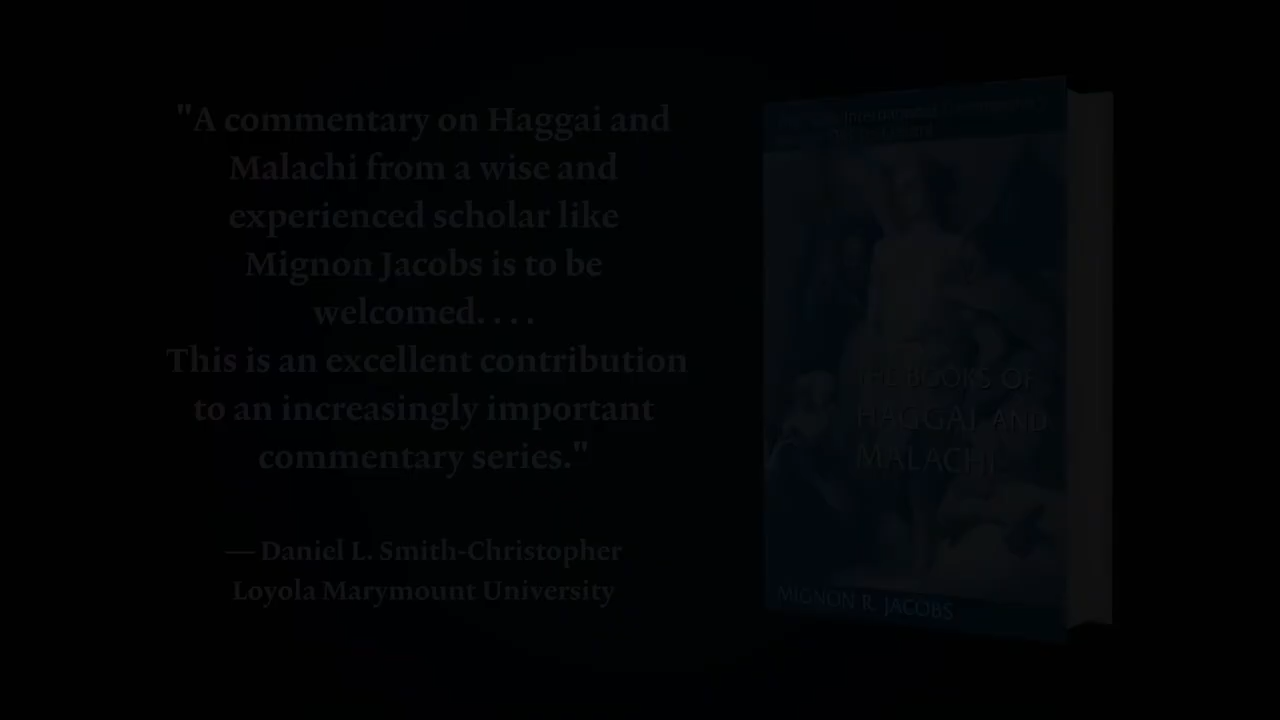 "A commentary on Haggai and
Malachi from a wise and
experienced scholar like
Mignon Jacobs is to be
welcomed. . . .
This is an excellent contribution
to an increasingly important
commentary series."
— Daniel L. Smith-Christopher
Loyola Marymount University
International Commentary
THE BOOKS OF
HAGGAI AND
MALACHI
MIGNON R. JACOBS